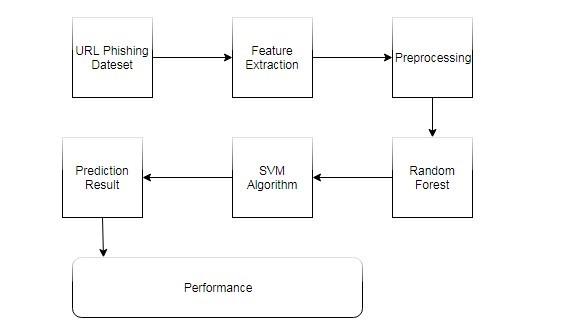 URL Phishing
Dateset
Feature
Extraction
Preprocessing
Random
Forest
SVM
Algorithm
Prediction
Result
Performance